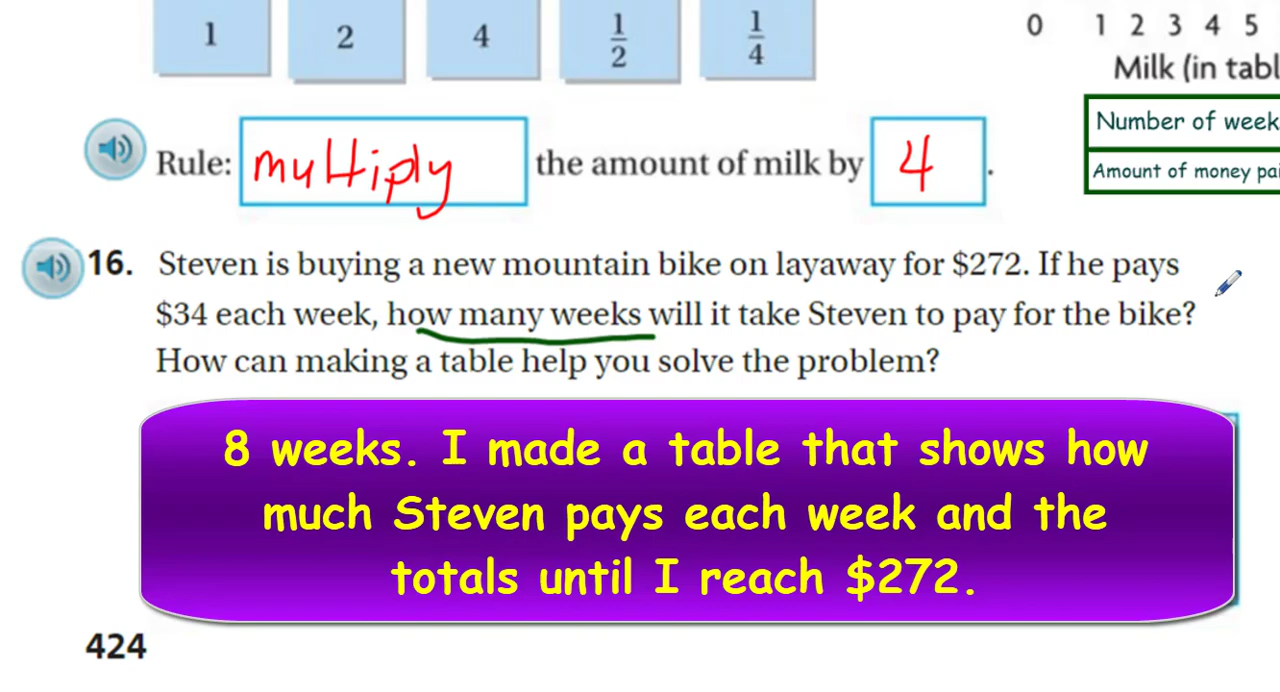 1 2 4 1/2 1/4
0 1 2 3 4 5
Milk (in tabl
Number of week
Amount of money pai
Rule: multiply the amount of milk by 4.
16. Steven is buying a new mountain bike on layaway for $272. If he pays
$34 each week, how many weeks will it take Steven to pay for the bike?
How can making a table help you solve the problem?
8 weeks. I made a table that shows how
much Steven pays each week and the
totals until I reach $272.
424